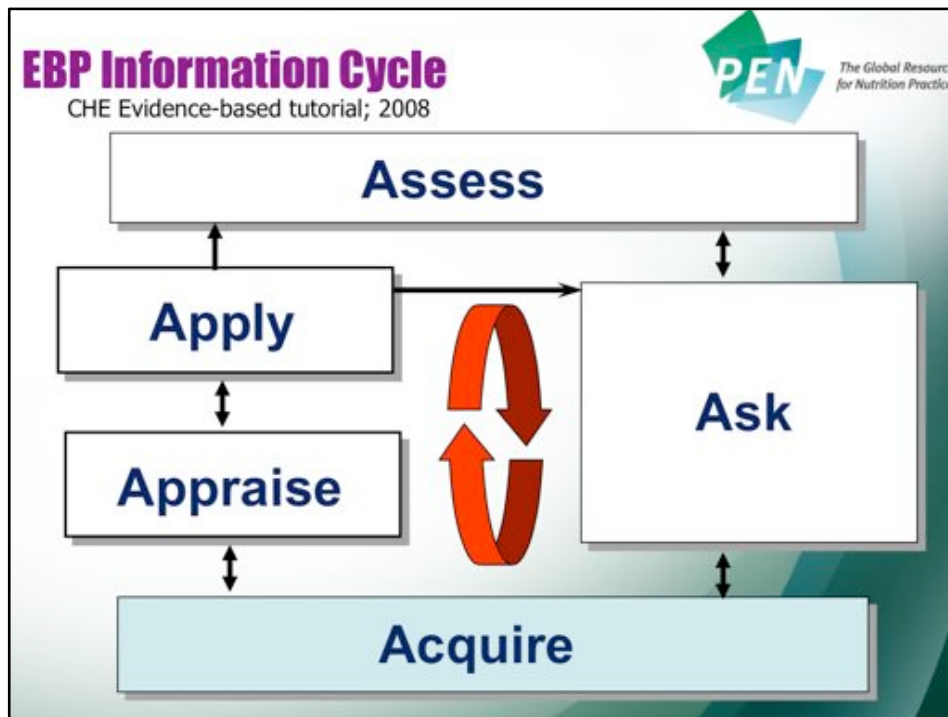 EBP Information Cycle
CHE Evidence-based tutorial; 2008
PEN
The Global Resourc
for Nutrition Practice
Assess
Apply
Ask
Appraise
Acquire